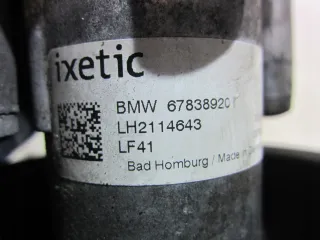 ixetic
BMW 67838920
LH2114643
LF41
Bad Homburg / Made in